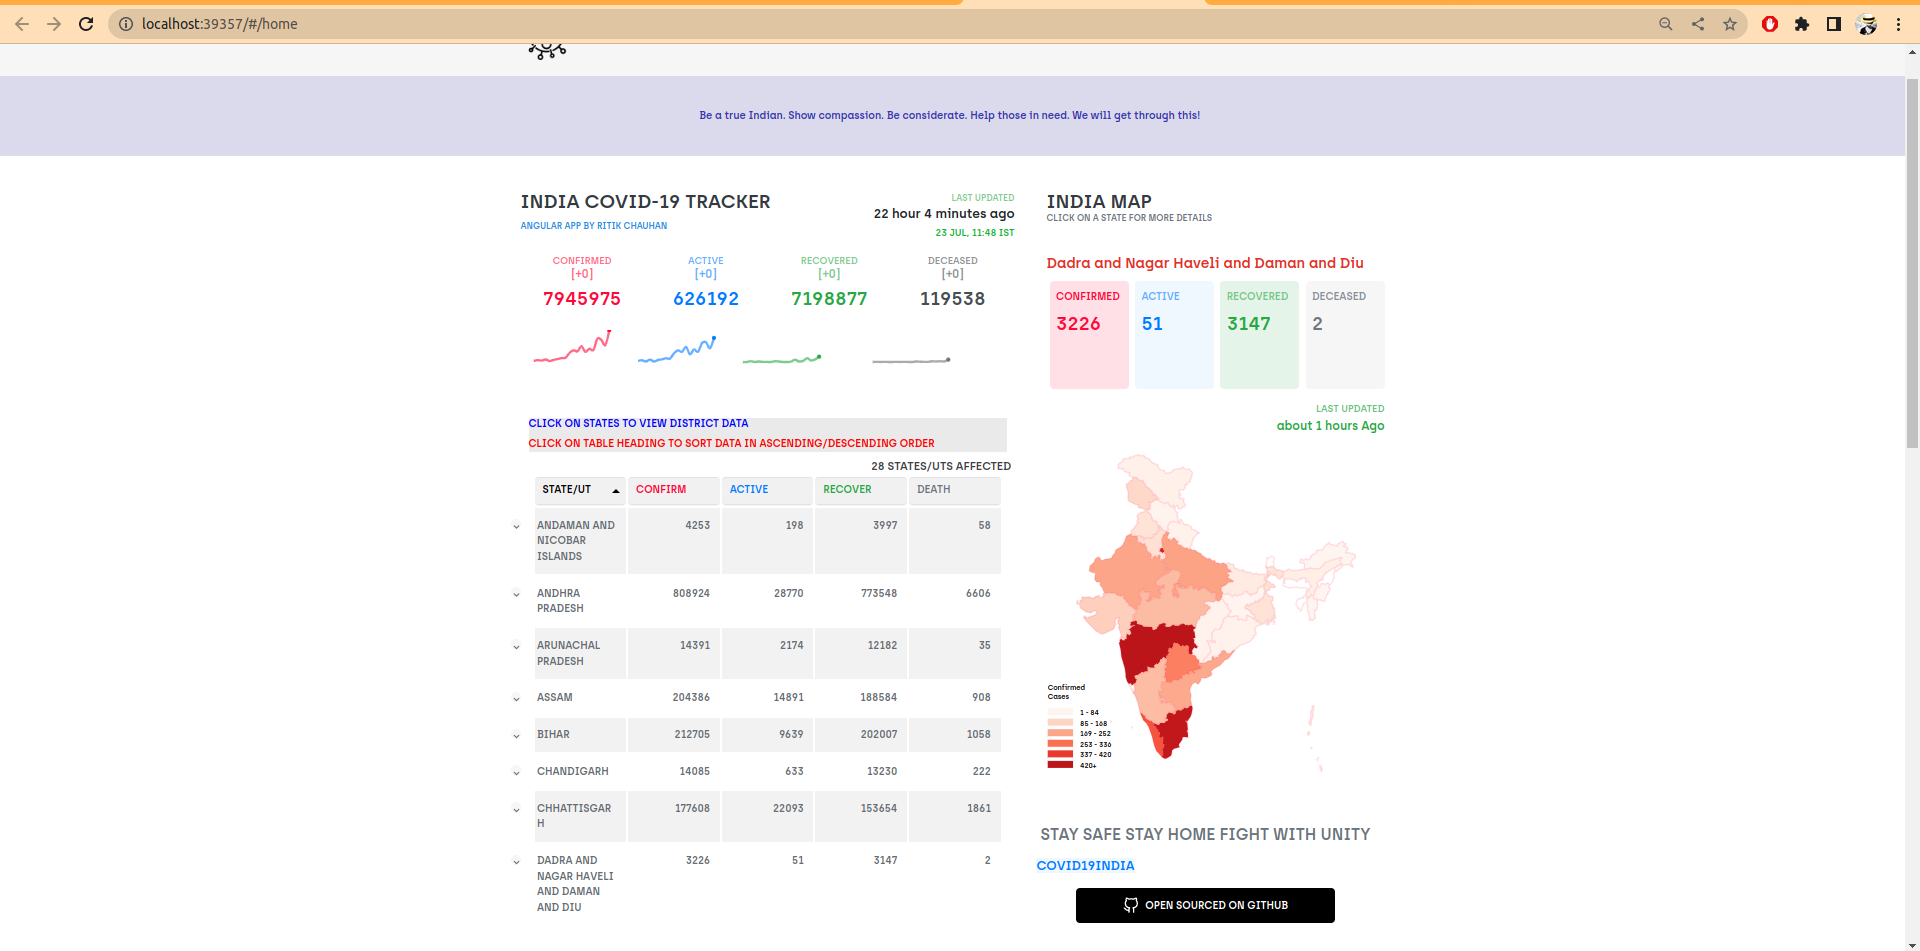 localhost:39357/#/home
Be a true Indian. Show compassion. Be considerate. Help those in need. We will get through this!
INDIA COVID-19 TRACKER
ANGULAR APP BY RITIK CHAUHAN
LAST UPDATED
22 hour 4 minutes ago
23 JUL, 11:48 IST
CONFIRMED ACTIVE RECOVERED DECEASED
[+0] [+0] [+0] [+0]
7945975 626192 7198877 119538
CLICK ON STATES TO VIEW DISTRICT DATA
CLICK ON TABLE HEADING TO SORT DATA IN ASCENDING/DESCENDING ORDER
28 STATES/UTS AFFECTED
STATE/UT CONFIRM ACTIVE RECOVER DEATH
ANDAMAN AND 4253 198 3997 58
NICOBAR
ISLANDS
ANDHRA 808924 28770 773548 6606
PRADESH
ARUNACHAL 14391 2174 12182 35
PRADESH
ASSAM 204386 14891 188584 908
BIHAR 212705 9639 202007 1058
CHANDIGARH 14085 633 13230 222
CHHATTISGAR 177608 22093 153654 1861
H
DADRA AND 3226 51 3147 2
NAGAR HAVELI
AND DAMAN
AND DIU
INDIA MAP
CLICK ON A STATE FOR MORE DETAILS
Dadra and Nagar Haveli and Daman and Diu
CONFIRMED ACTIVE RECOVERED DECEASED
3226 51 3147 2
LAST UPDATED
about 1 hours Ago
Confirmed
Cases
1 - 84
85 - 168
169 - 252
253 - 336
337 - 420
420+
STAY SAFE STAY HOME FIGHT WITH UNITY
COVID19INDIA
OPEN SOURCED ON GITHUB